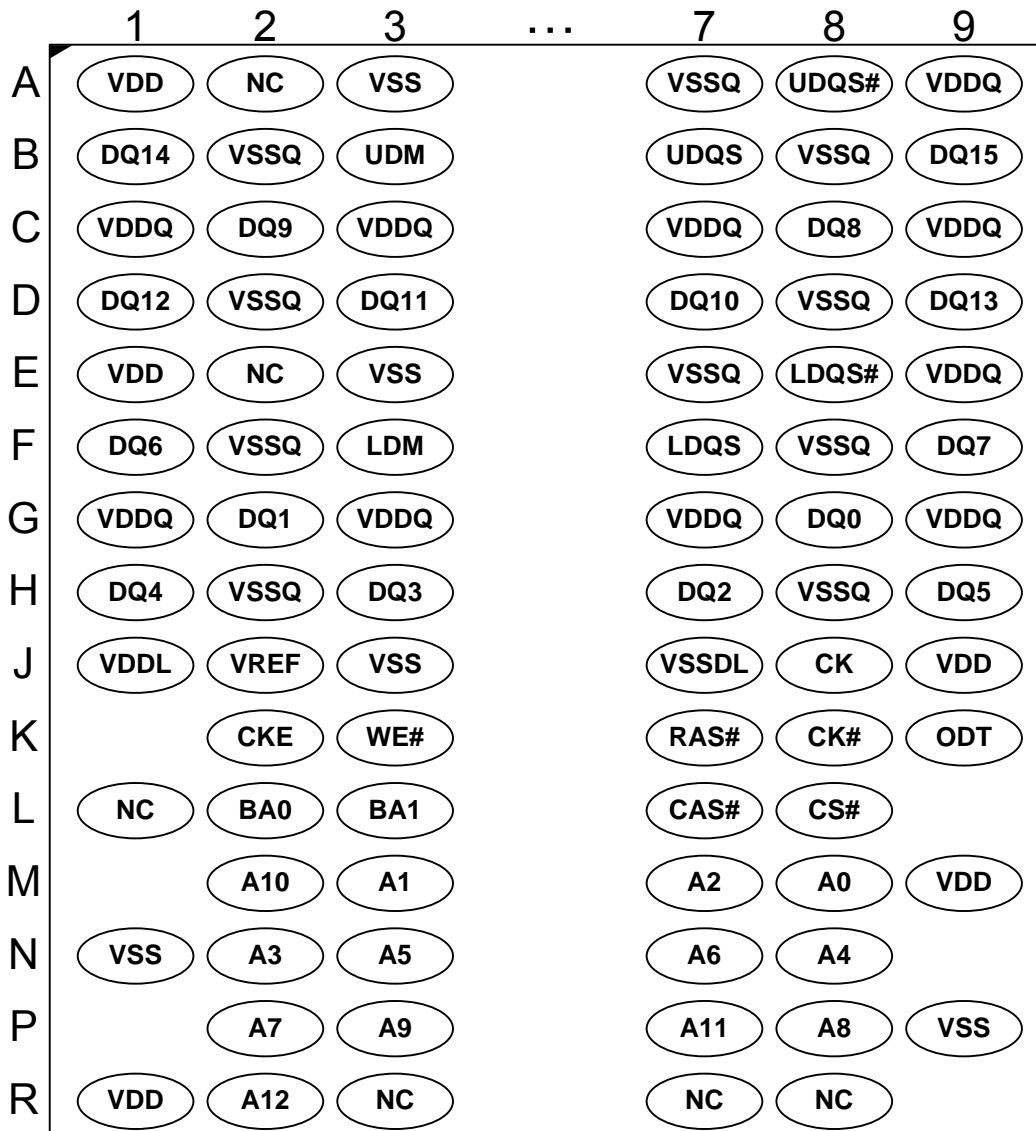 1 2 3 ... 7 8 9
A VDD NC VSS VSSQ UDQS# VDDQ
B DQ14 VSSQ UDM UDQS VSSQ DQ15
C VDDQ DQ9 VDDQ VDDQ DQ8 VDDQ
D DQ12 VSSQ DQ11 DQ10 VSSQ DQ13
E VDD NC VSS VSSQ LDQS# VDDQ
F DQ6 VSSQ LDM LDQS VSSQ DQ7
G VDDQ DQ1 VDDQ VDDQ DQ0 VDDQ
H DQ4 VSSQ DQ3 DQ2 VSSQ DQ5
J VDDL VREF VSS VSSDL CK VDD
K CKE WE# RAS# CK# ODT
L NC BA0 BA1 CAS# CS#
M A10 A1 A2 A0 VDD
N VSS A3 A5 A6 A4
P A7 A9 A11 A8 VSS
R VDD A12 NC NC NC